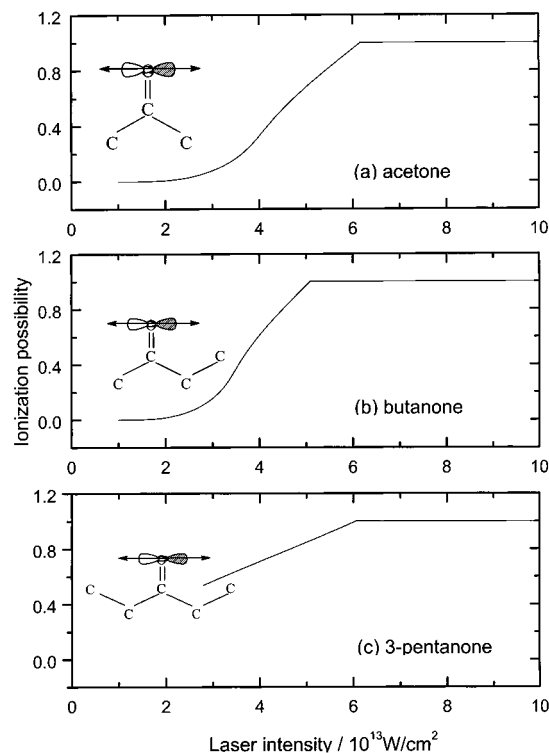 1.2
0.8
0.4
0.0
O
C
C C
(a) acetone
0 2 4 6 8 10
1.2
0.8
0.4
0.0
O
C C
C C
(b) butanone
0 2 4 6 8 10
Ionization possibility
1.2
0.8
0.4
0.0
O
C C C
C C
(c) 3-pentanone
0 2 4 6 8 10
Laser intensity / 10¹³W/cm²